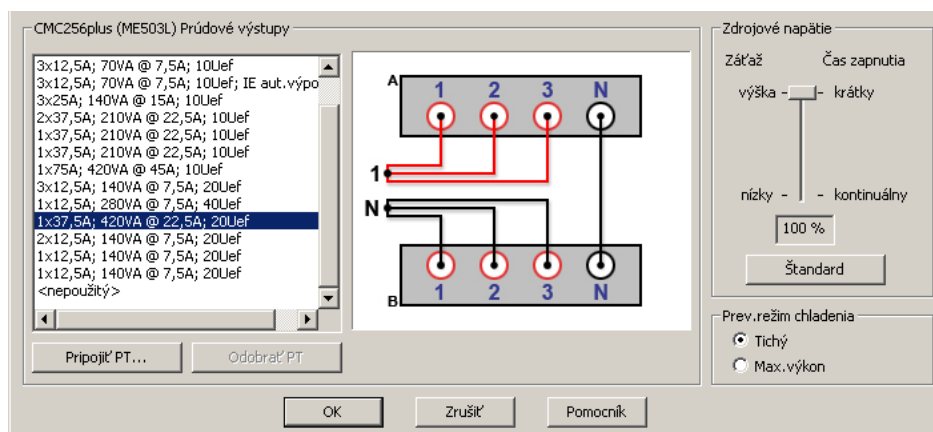 CMC256plus (ME503L) Prúdové výstupy
3x12,5A; 70VA @ 7,5A; 10Uef
3x12,5A; 70VA @ 7,5A; 10Uef; IE aut.výpo
3x25A; 140VA @ 15A; 10Uef
2x37,5A; 210VA @ 22,5A; 10Uef
1x37,5A; 210VA @ 22,5A; 10Uef
1x37,5A; 210VA @ 22,5A; 10Uef
1x75A; 420VA @ 45A; 10Uef
3x12,5A; 140VA @ 7,5A; 20Uef
1x12,5A; 280VA @ 7,5A; 40Uef
1x37,5A; 420VA @ 22,5A; 20Uef
2x12,5A; 140VA @ 7,5A; 20Uef
1x12,5A; 140VA @ 7,5A; 20Uef
1x12,5A; 140VA @ 7,5A; 20Uef
<nepoužitý>
Pripojiť PT...
Odobrať PT
A
1 2 3 N
1
N
B
1 2 3 N
Zdrojové napätie
Záťaž Čas zapnutia
výška krátky
nízky kontinuálny
100 %
Štandard
Prev.režim chladenia
Tichý
Max.výkon
OK
Zrušiť
Pomocník